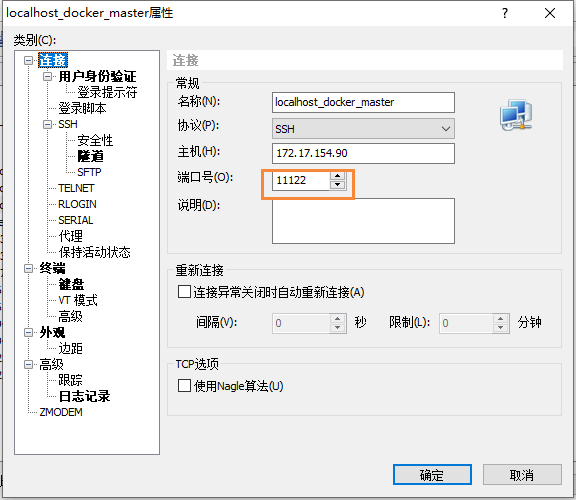 localhost_docker_master属性
类别(C):
连接
用户身份验证
登录提示符
登录脚本
SSH
安全性
隧道
SFTP
TELNET
RLOGIN
SERIAL
代理
保持活动状态
终端
键盘
VT 模式
高级
外观
边距
高级
跟踪
日志记录
ZMODEM
连接
常规
名称(N): localhost_docker_master
协议(P): SSH
主机(H): 172.17.154.90
端口号(O): 11122
说明(D):
重新连接
连接异常关闭时自动重新连接(A)
间隔(V): 0 秒 限制(L): 0 分钟
TCP选项
使用Nagle算法(U)
确定 取消